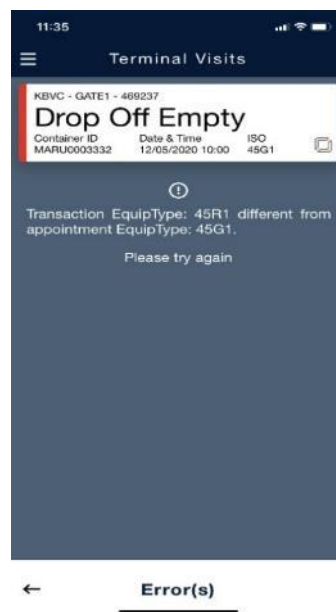 11:35
Terminal Visits
KBVC - GATE1 - 469237
Drop Off Empty
Container ID Date & Time ISO
MARU0003332 12/05/2020 10:00 45G1
Transaction EquipType: 45R1 different from
appointment EquipType: 45G1.
Please try again
Error(s)